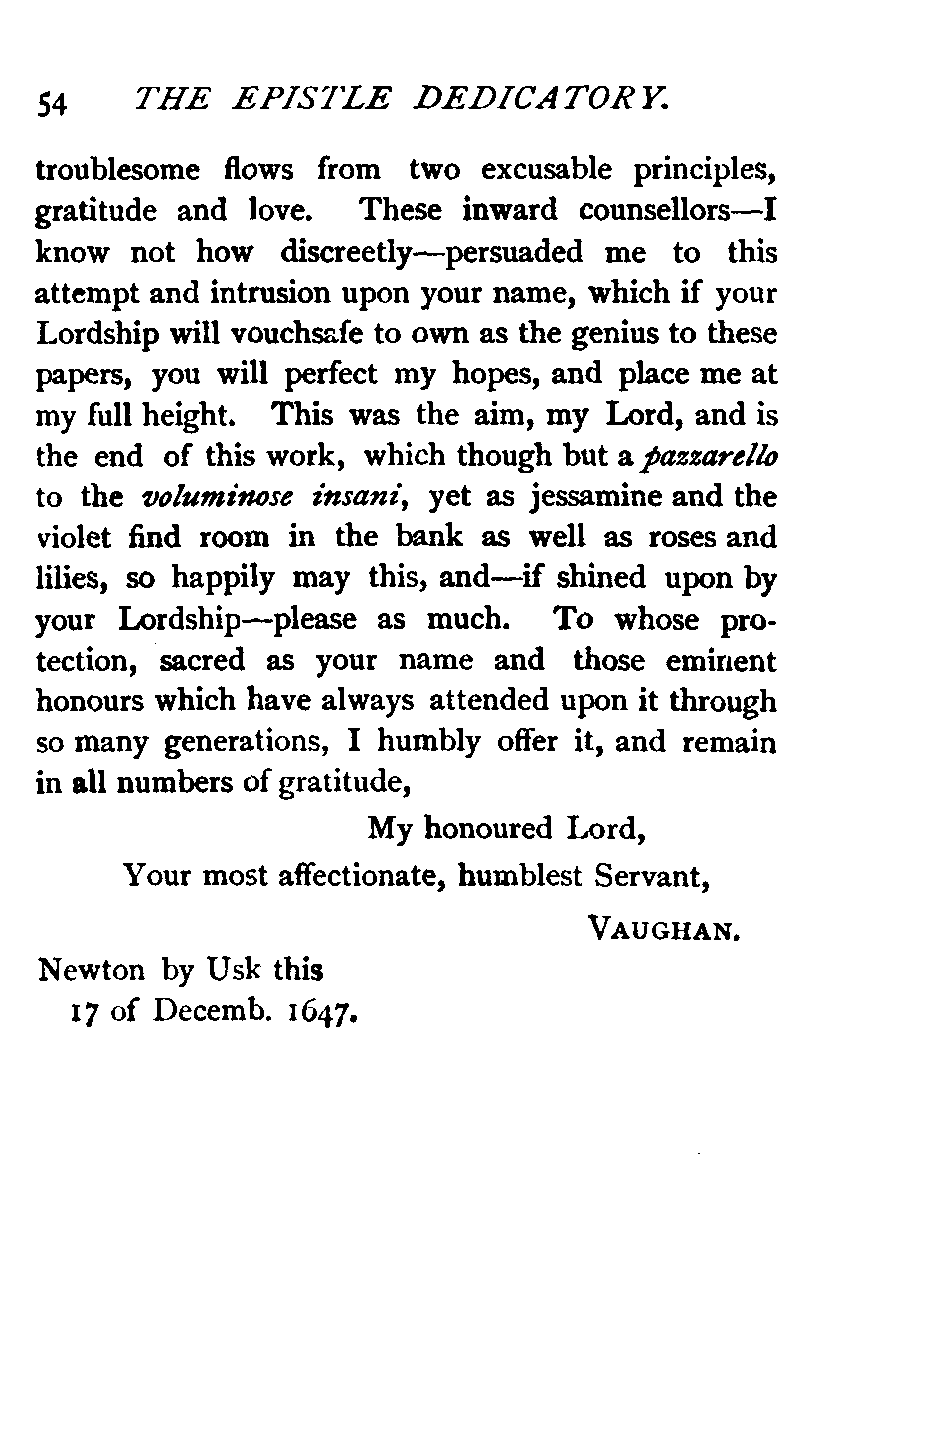 54 THE EPISTLE DEDICATORY.
troublesome flows from two excusable principles,
gratitude and love. These inward counsellors—I
know not how discreetly—persuaded me to this
attempt and intrusion upon your name, which if your
Lordship will vouchsafe to own as the genius to these
papers, you will perfect my hopes, and place me at
my full height. This was the aim, my Lord, and is
the end of this work, which though but a pazzarello
to the voluminose insani, yet as jessamine and the
violet find room in the bank as well as roses and
lilies, so happily may this, and—if shined upon by
your Lordship—please as much. To whose pro-
tection, sacred as your name and those eminent
honours which have always attended upon it through
so many generations, I humbly offer it, and remain
in all numbers of gratitude,
My honoured Lord,
Your most affectionate, humblest Servant,
VAUGHAN.
Newton by Usk this
17 of Decemb. 1647.